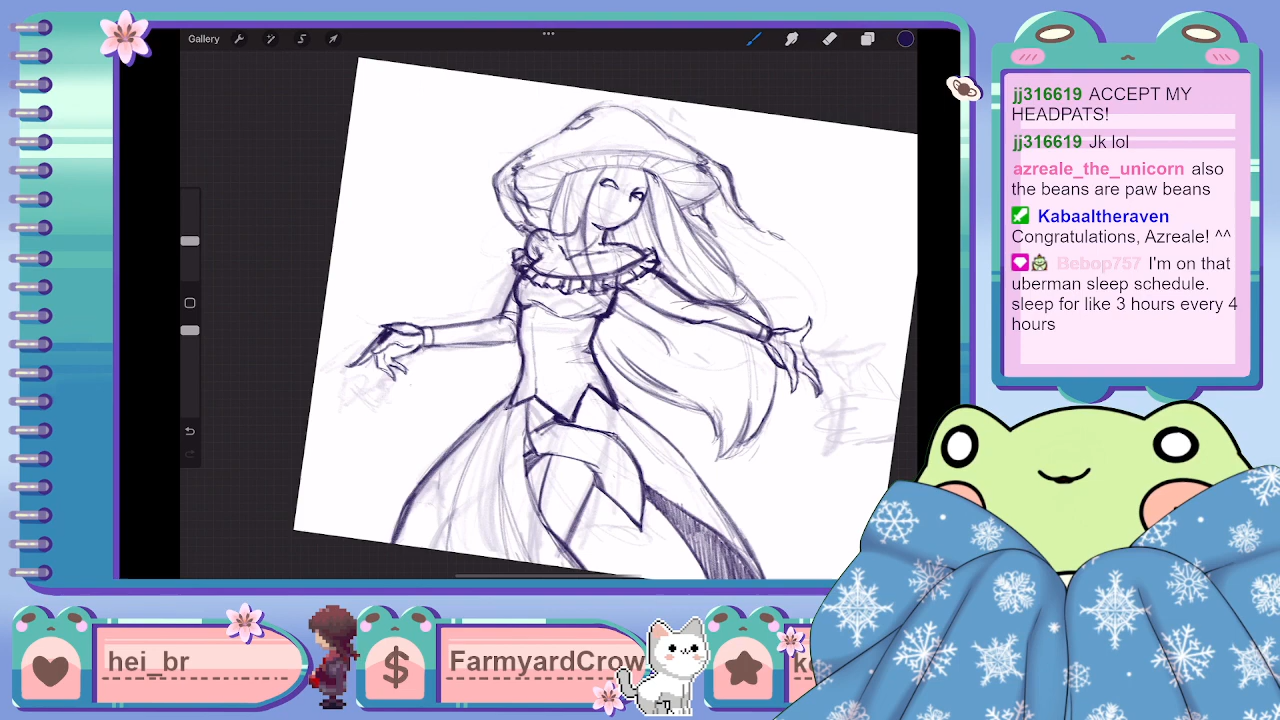 Gallery
jj316619 ACCEPT MY
HEADPATS!
jj316619 Jk lol
azreale_the_unicorn also
the beans are paw beans
Kabaaltheraven
Congratulations, Azreale! ^^
Bebop757 I'm on that
uberman sleep schedule.
sleep for like 3 hours every 4
hours
hei_br
$
FarmyardCrow